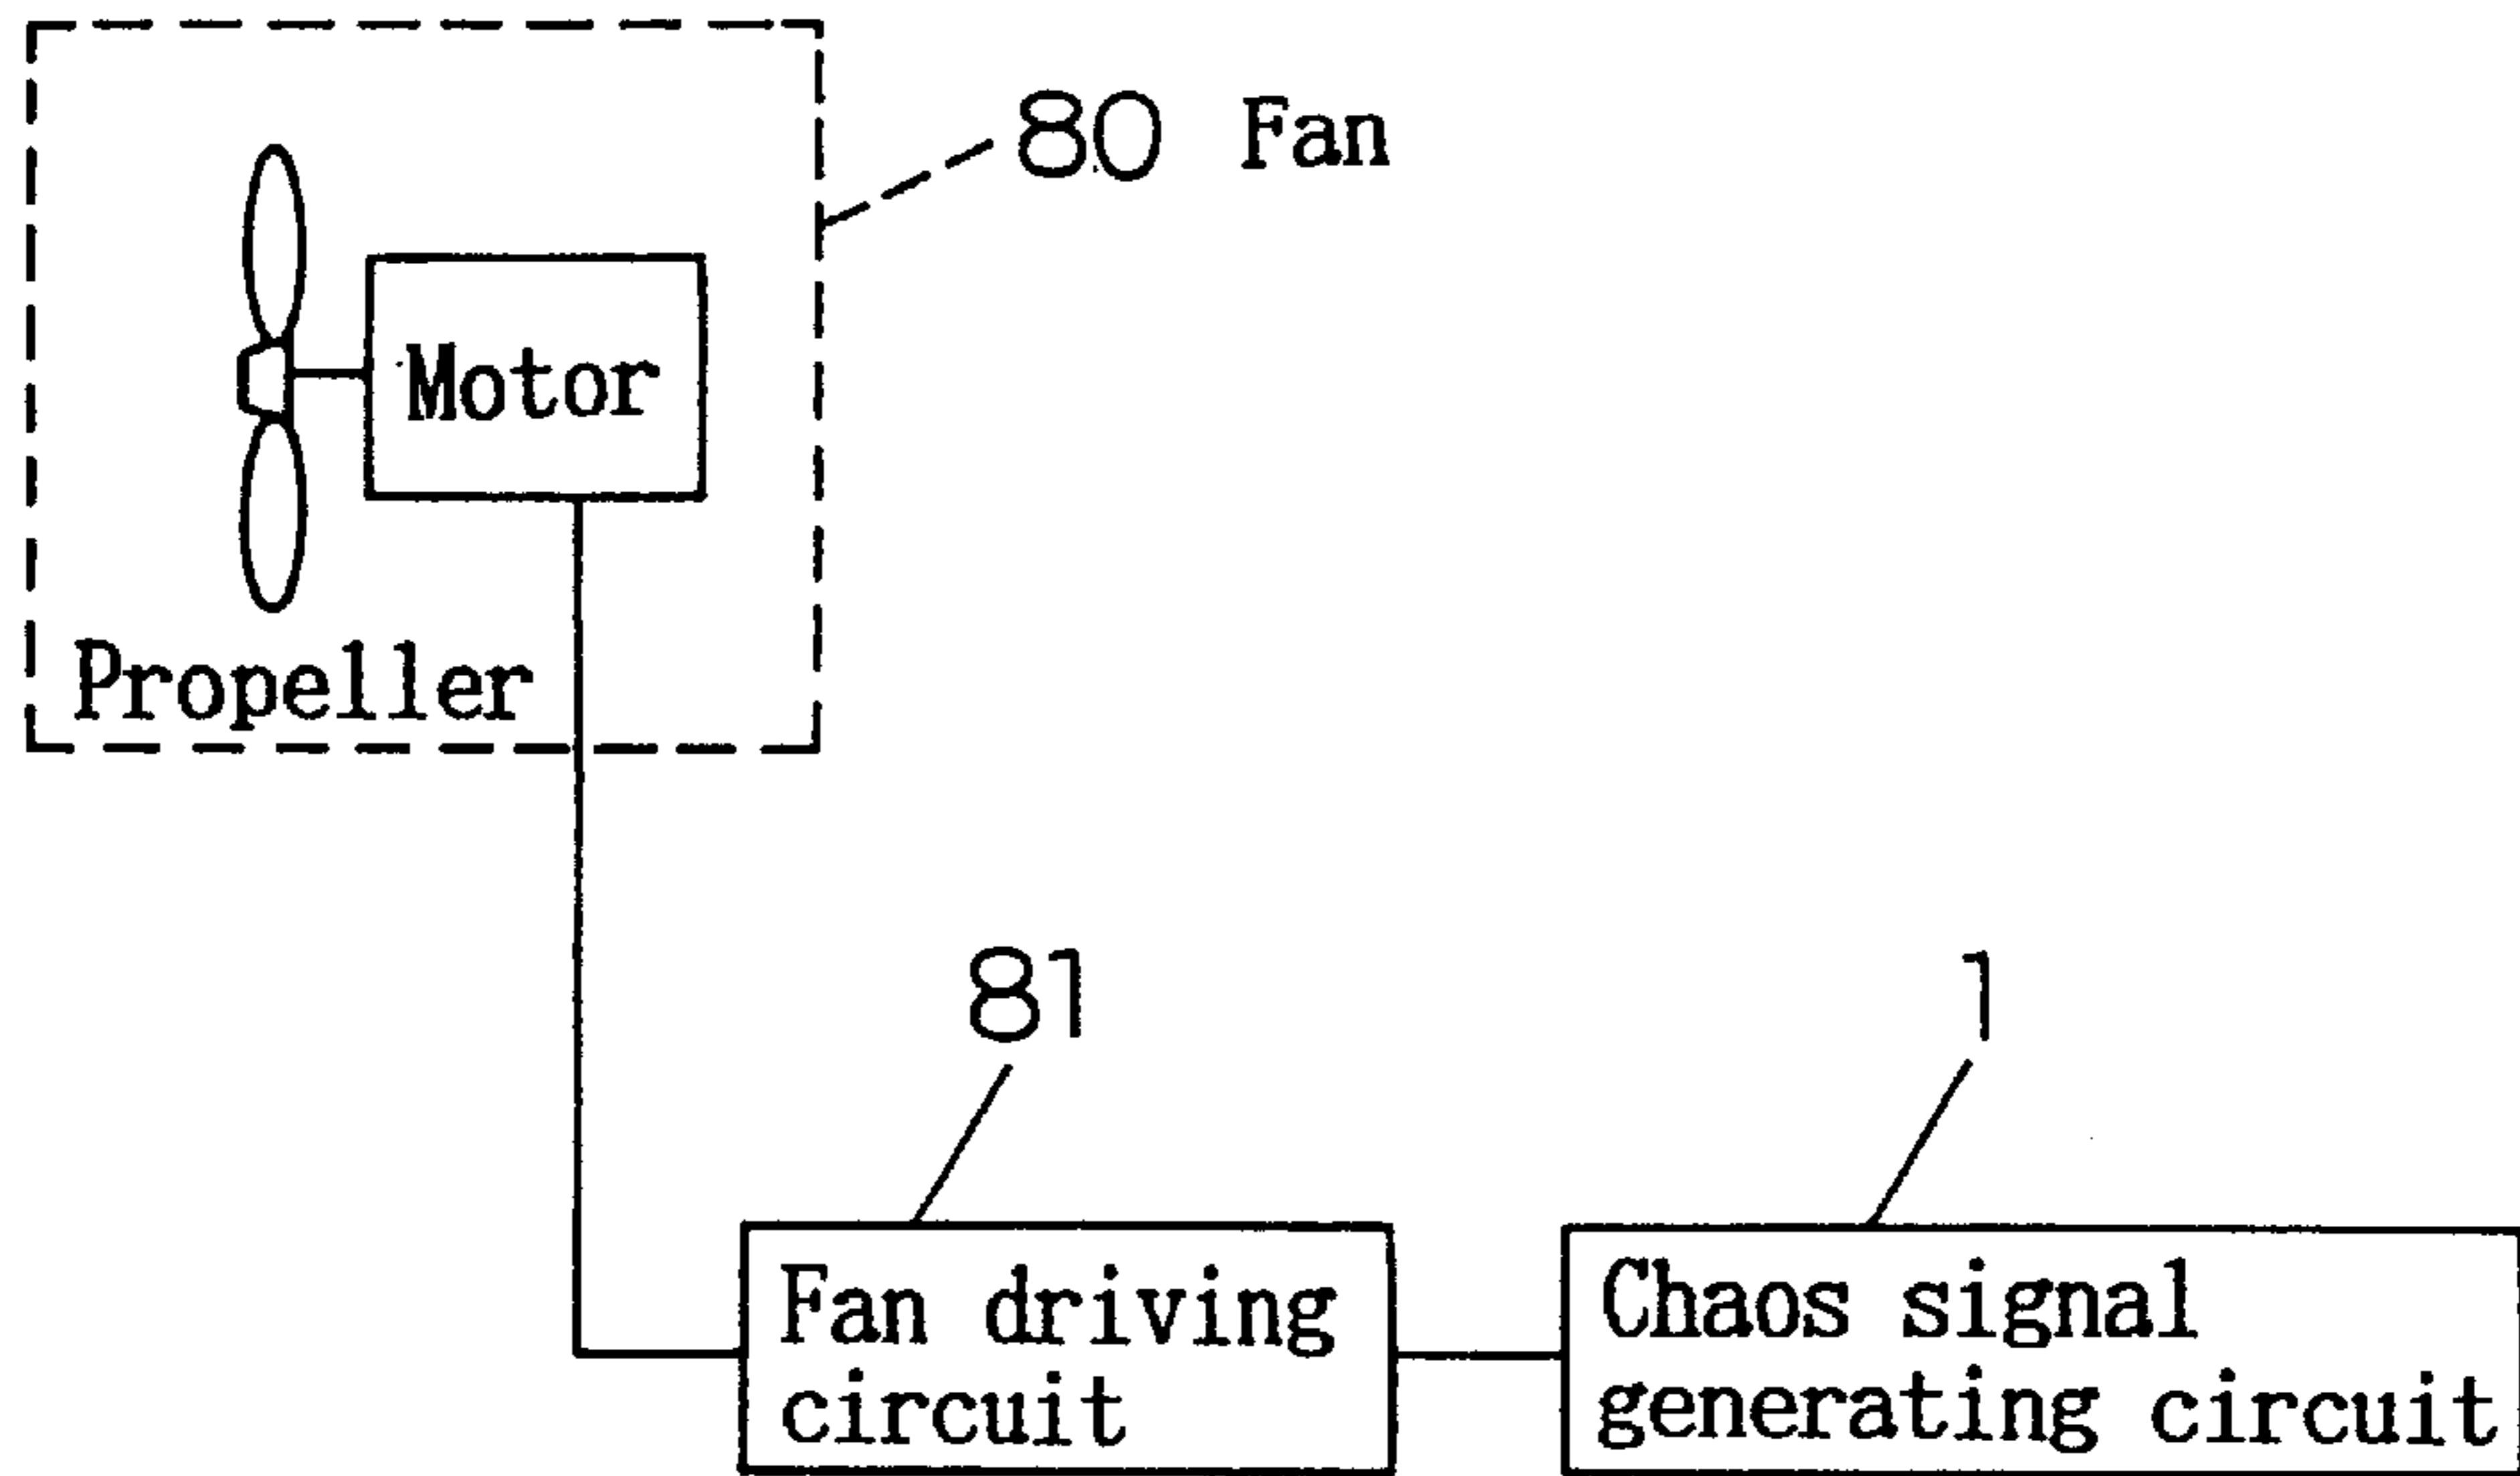 80 Fan
Motor
Propeller
81
1
Fan driving
circuit
Chaos signal
generating circuit